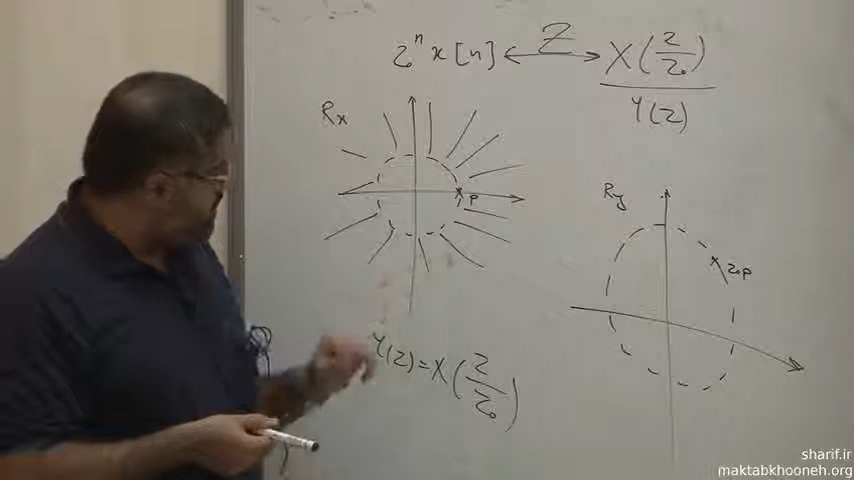 z₀ⁿ x[n] ⟷ X(z/z₀)
Z
Y(z)
Rx
p
Ry
z₀p
Y(z)=X(z/z₀)
sharif.ir
maktabkhooneh.org